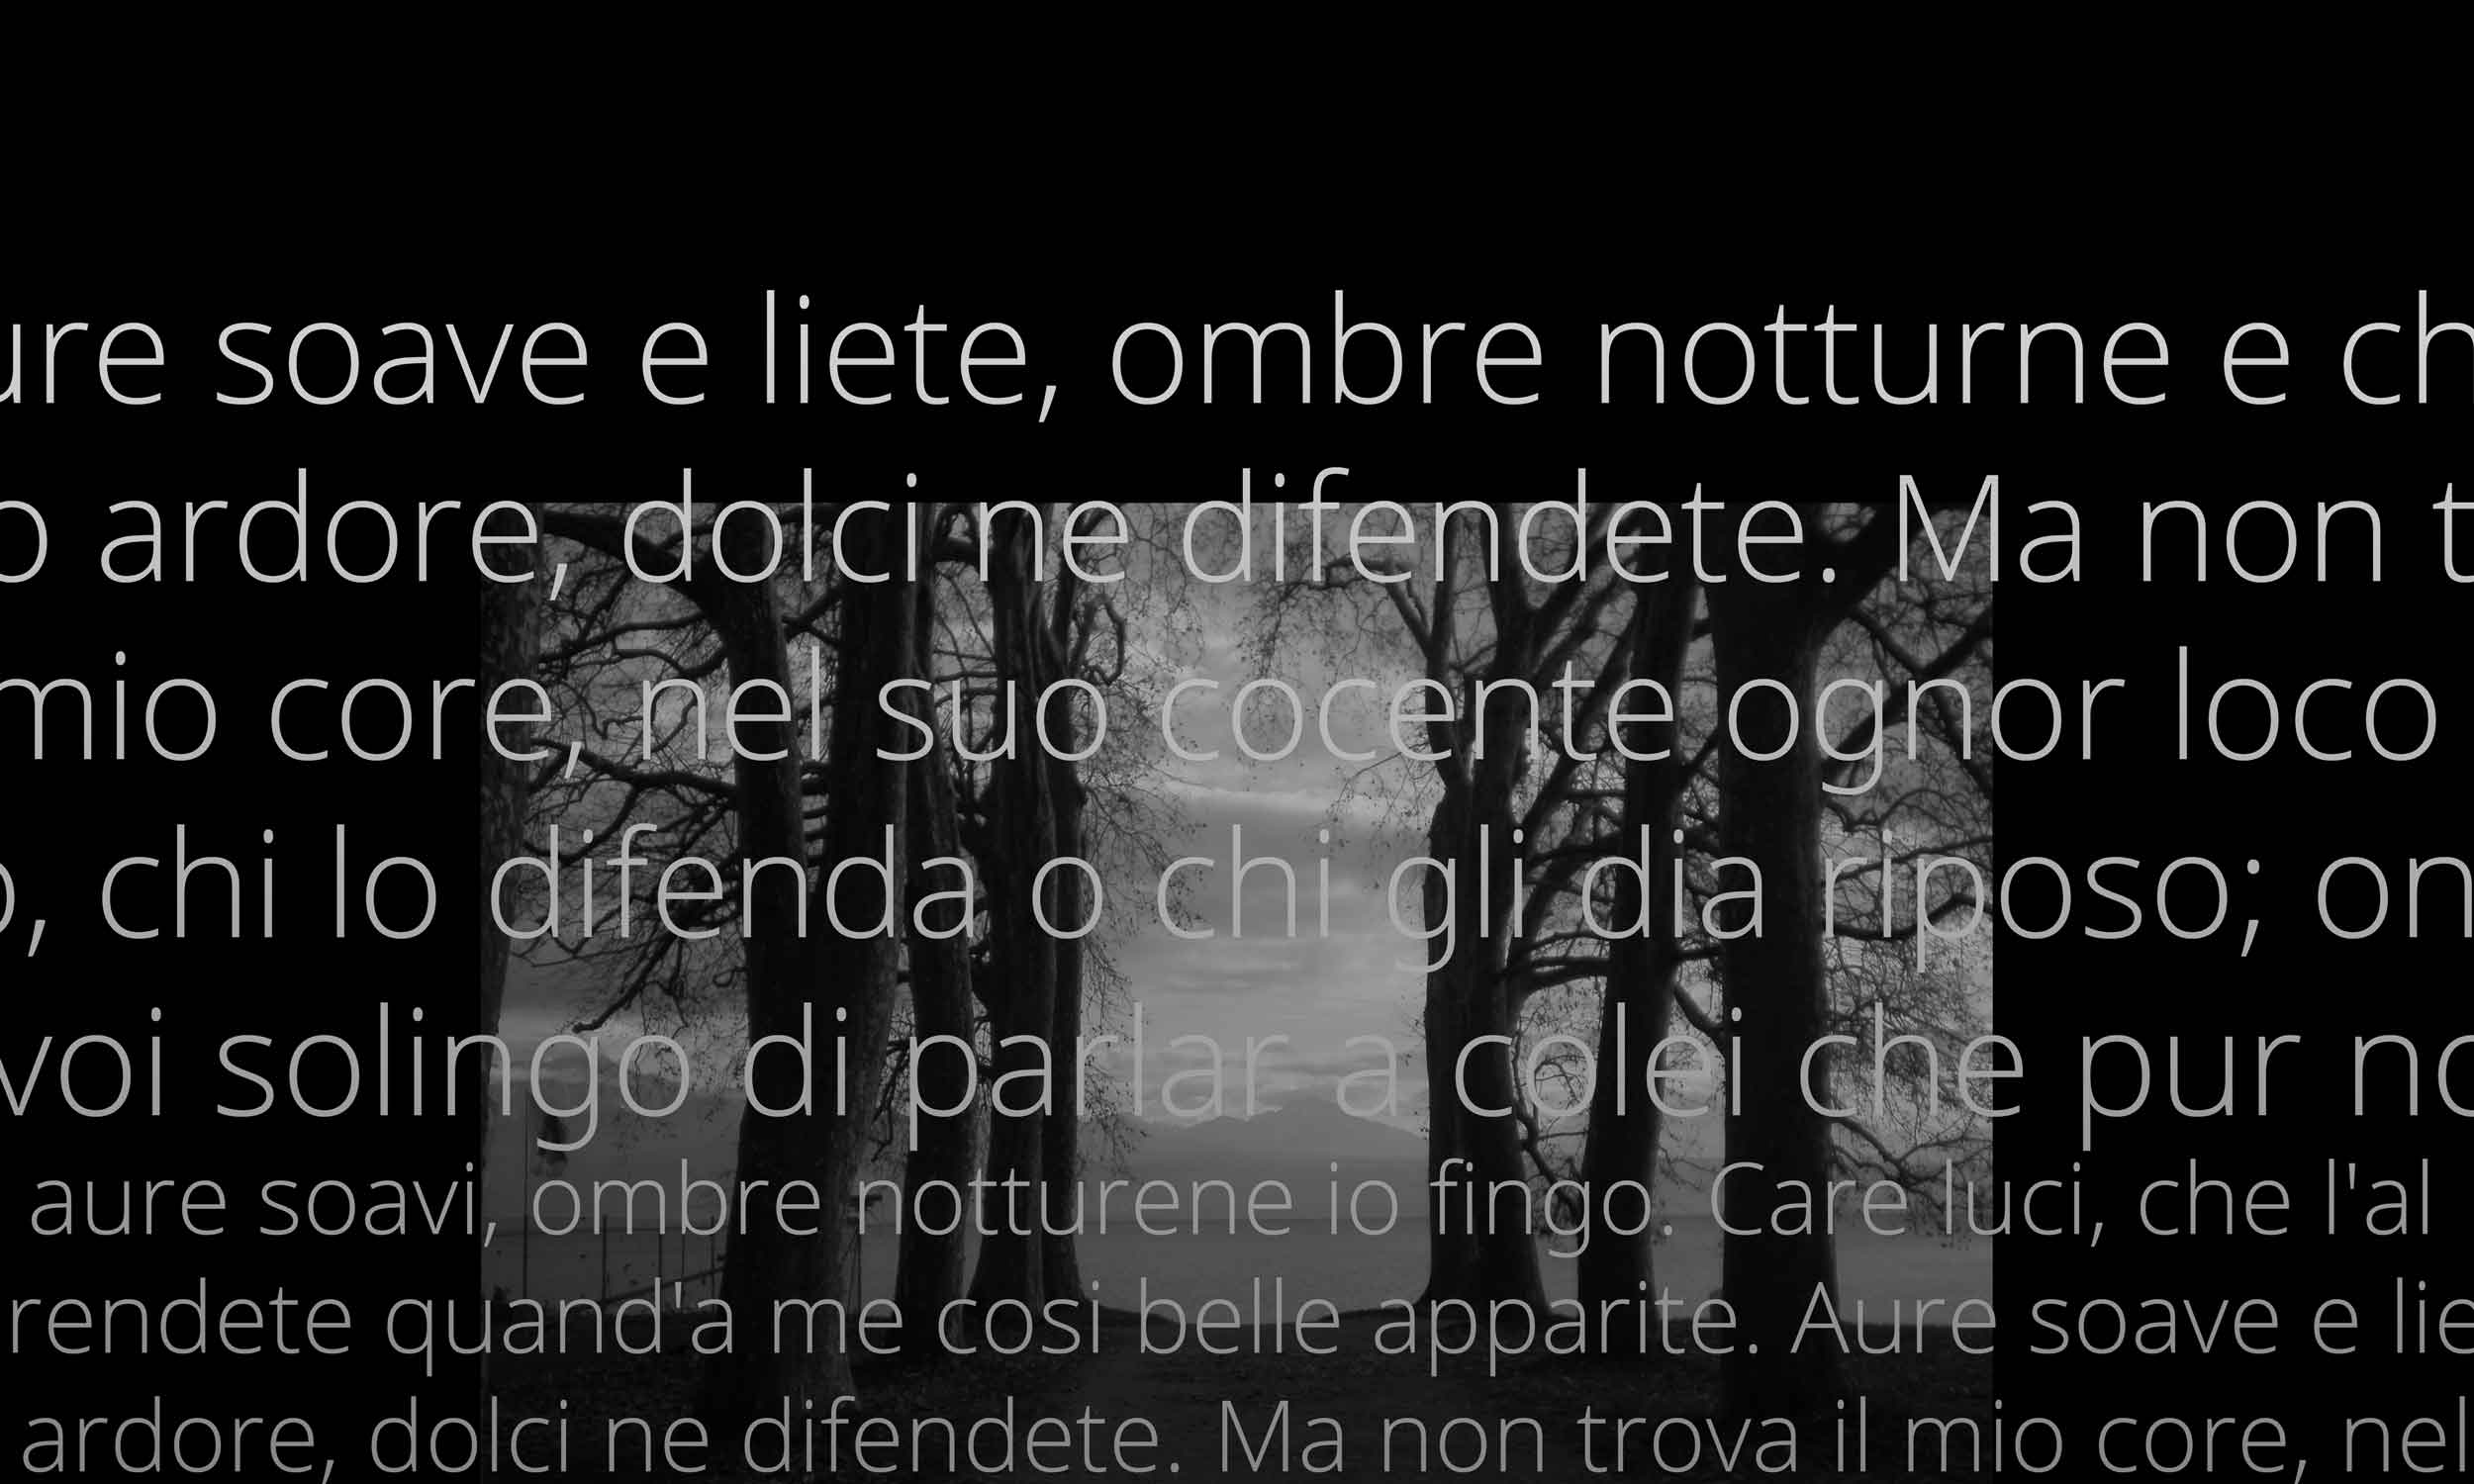 ure soave e liete, ombre notturne e ch
o ardore, dolci ne difendete. Ma non t
mio core, nel suo cocente ognor loco
o, chi lo difenda o chi gli dia riposo; on
voi solingo di parlar a colei che pur no
aure soavi, ombre notturene io fingo. Care luci, che l'al
rendete quand'a me cosi belle apparite. Aure soave e lie
ardore, dolci ne difendete. Ma non trova il mio core, nel